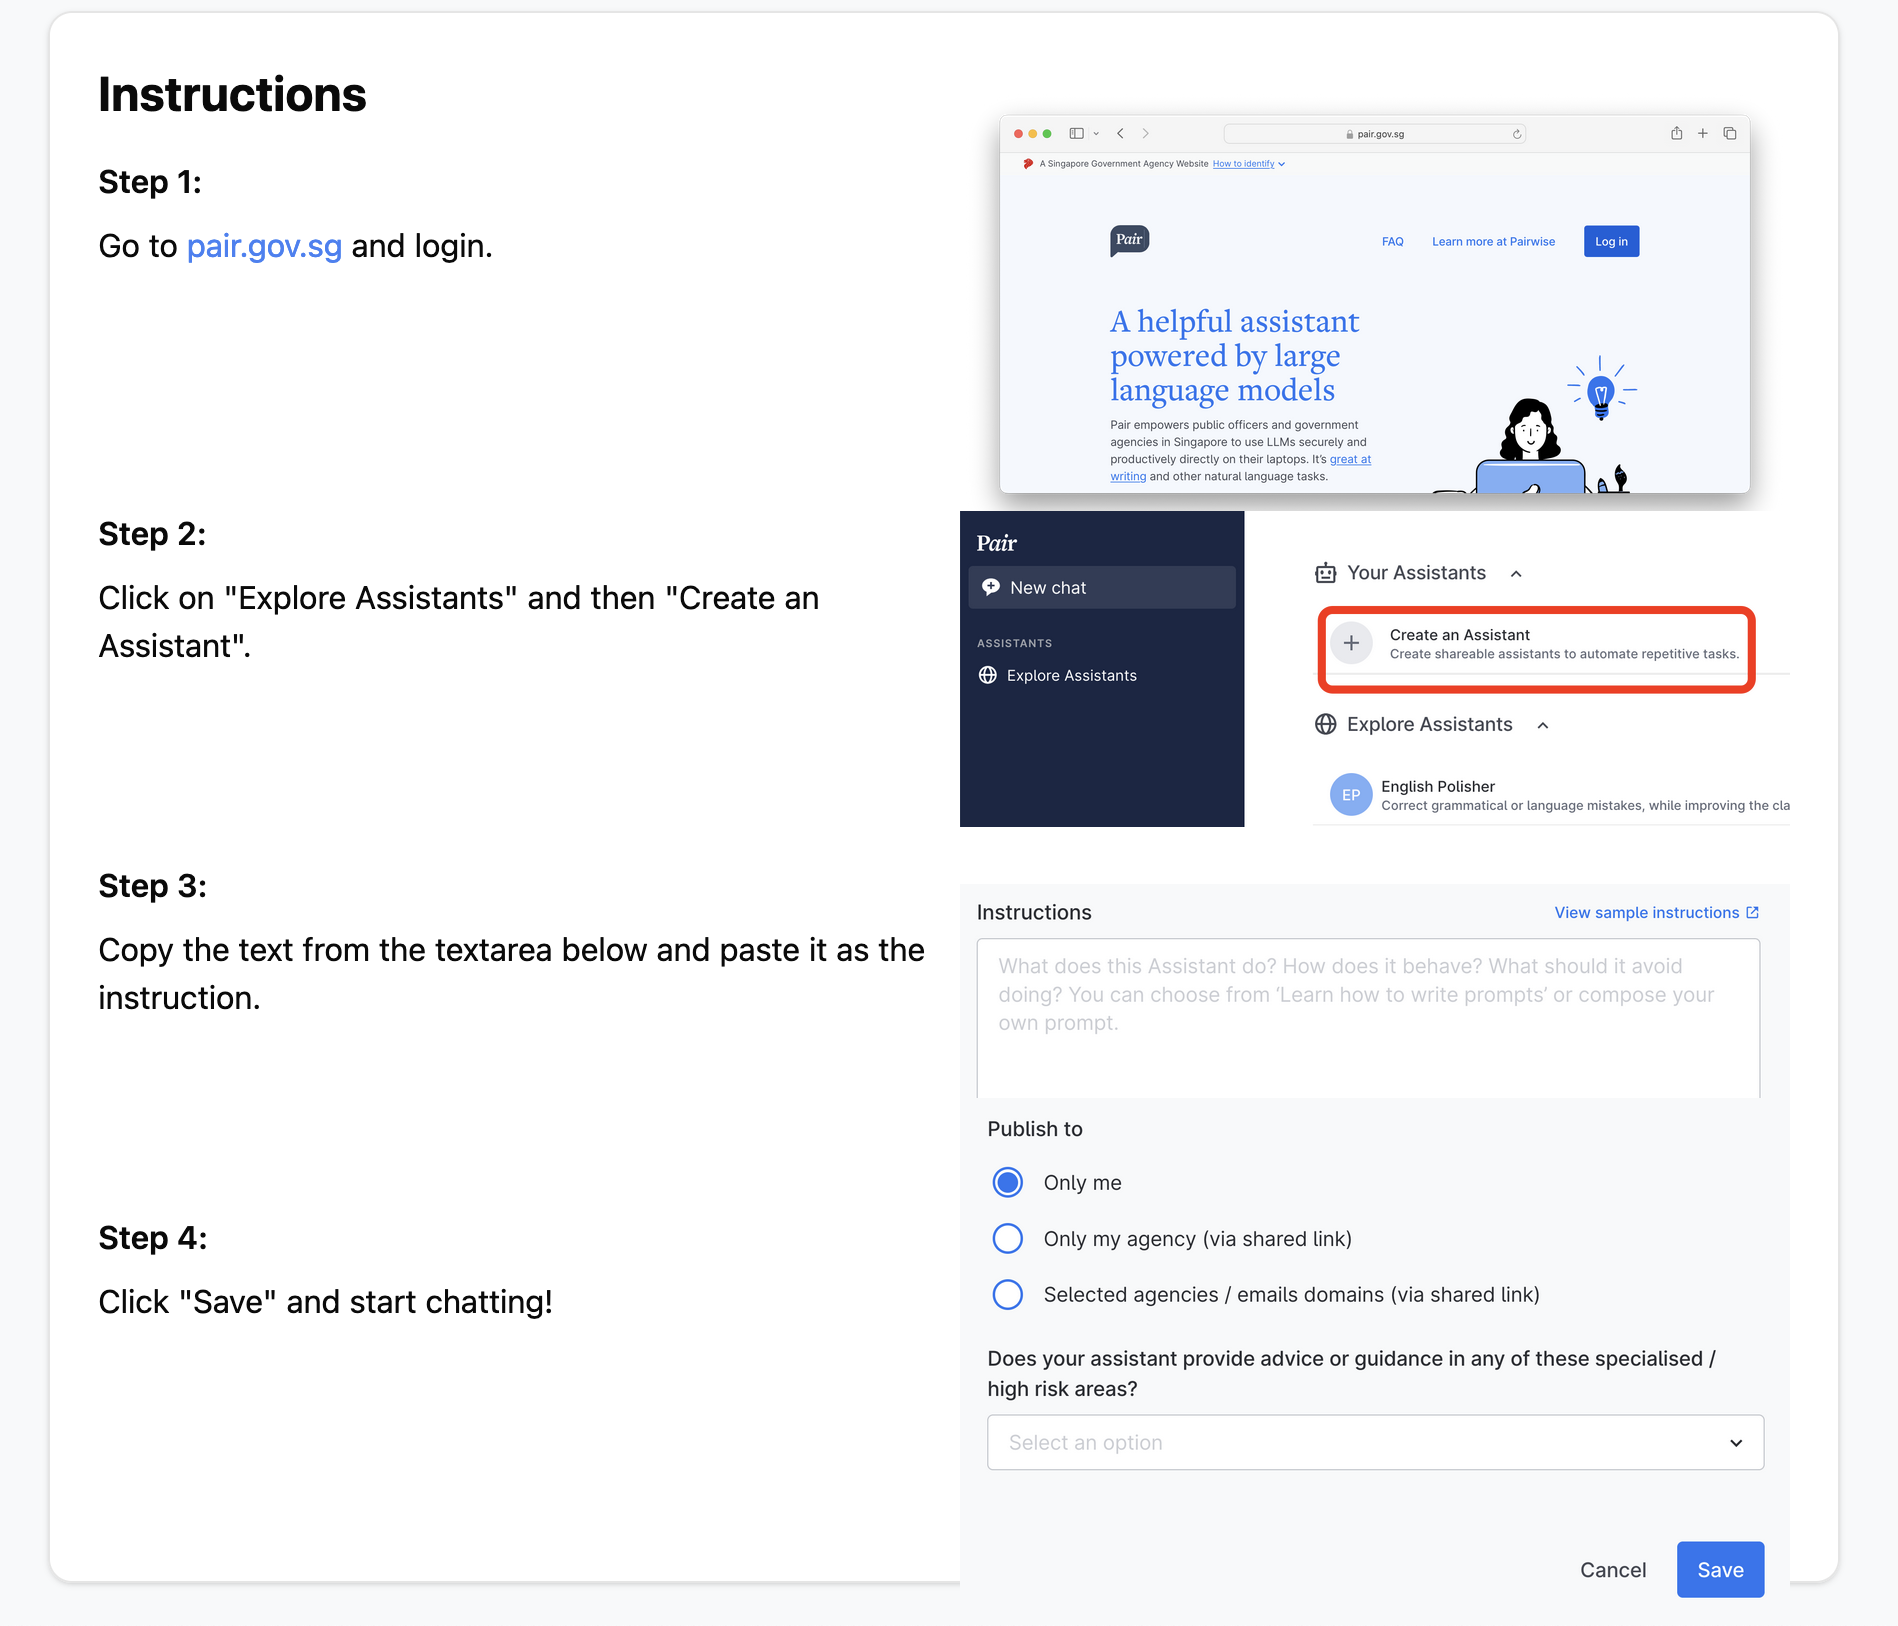 Instructions
Step 1:
Go to pair.gov.sg and login.
pair.gov.sg
A Singapore Government Agency Website How to identify
Pair
FAQ
Learn more at Pairwise
Log in
A helpful assistant
powered by large
language models
Pair empowers public officers and government
agencies in Singapore to use LLMs securely and
productively directly on their laptops. It's great at
writing and other natural language tasks.
Step 2:
Click on "Explore Assistants" and then "Create an
Assistant".
Pair
New chat
ASSISTANTS
Explore Assistants
Your Assistants
Create an Assistant
Create shareable assistants to automate repetitive tasks.
Explore Assistants
EP
English Polisher
Correct grammatical or language mistakes, while improving the cla
Step 3:
Copy the text from the textarea below and paste it as the
instruction.
Instructions
View sample instructions
What does this Assistant do? How does it behave? What should it avoid
doing? You can choose from ‘Learn how to write prompts’ or compose your
own prompt.
Step 4:
Click "Save" and start chatting!
Publish to
Only me
Only my agency (via shared link)
Selected agencies / emails domains (via shared link)
Does your assistant provide advice or guidance in any of these specialised /
high risk areas?
Select an option
Cancel
Save